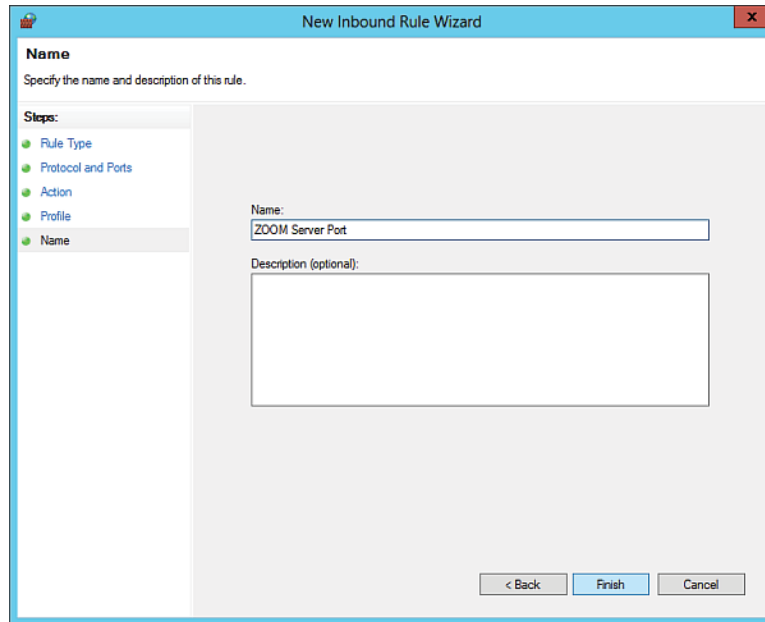 New Inbound Rule Wizard
x
Name
Specify the name and description of this rule.
Steps:
Rule Type
Protocol and Ports
Action
Profile
Name
Name:
ZOOM Server Port
Description (optional):
< Back
Finish
Cancel